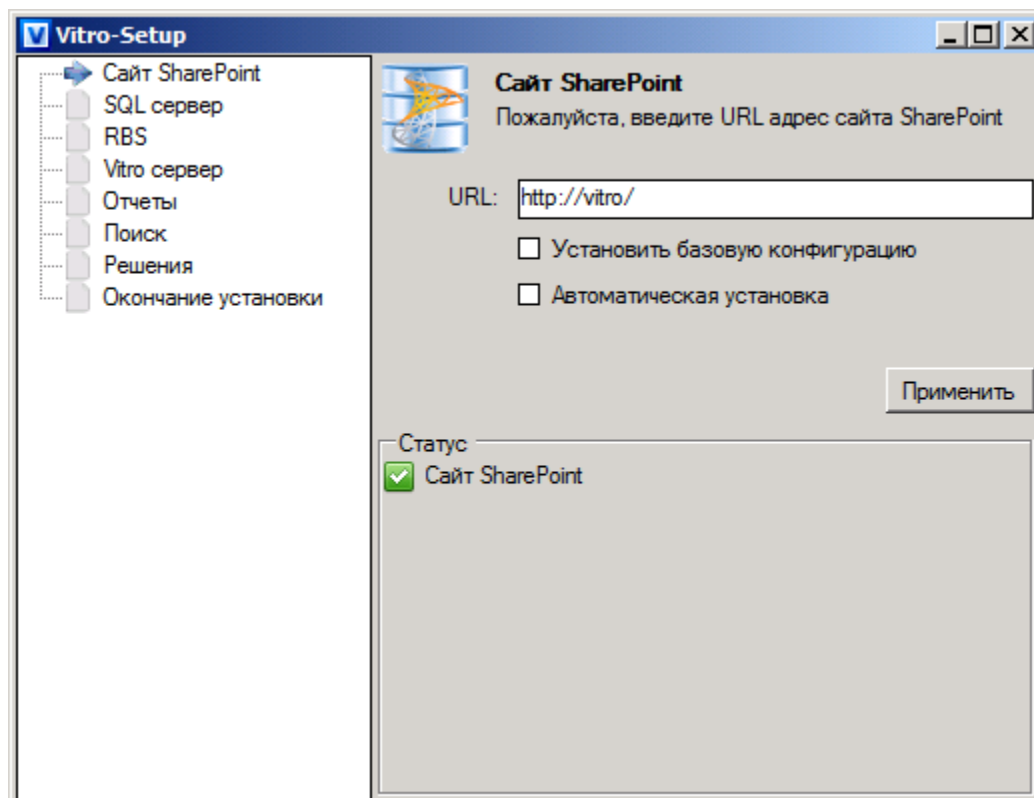 Vitro-Setup
Сайт SharePoint
SQL сервер
RBS
Vitro сервер
Отчеты
Поиск
Решения
Окончание установки
Сайт SharePoint
Пожалуйста, введите URL адрес сайта SharePoint
URL: http://vitro/
Установить базовую конфигурацию
Автоматическая установка
Применить
Статус
Сайт SharePoint